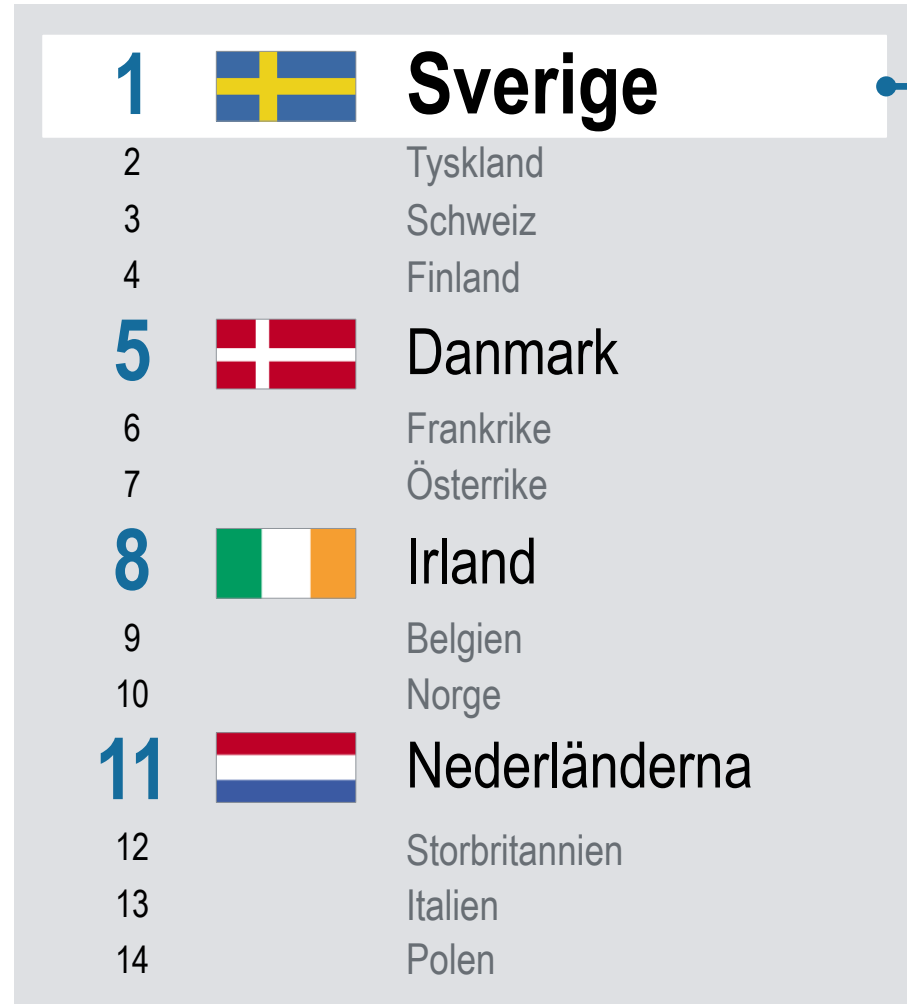 1 Sverige
2 Tyskland
3 Schweiz
4 Finland
5 Danmark
6 Frankrike
7 Österrike
8 Irland
9 Belgien
10 Norge
11 Nederländerna
12 Storbritannien
13 Italien
14 Polen